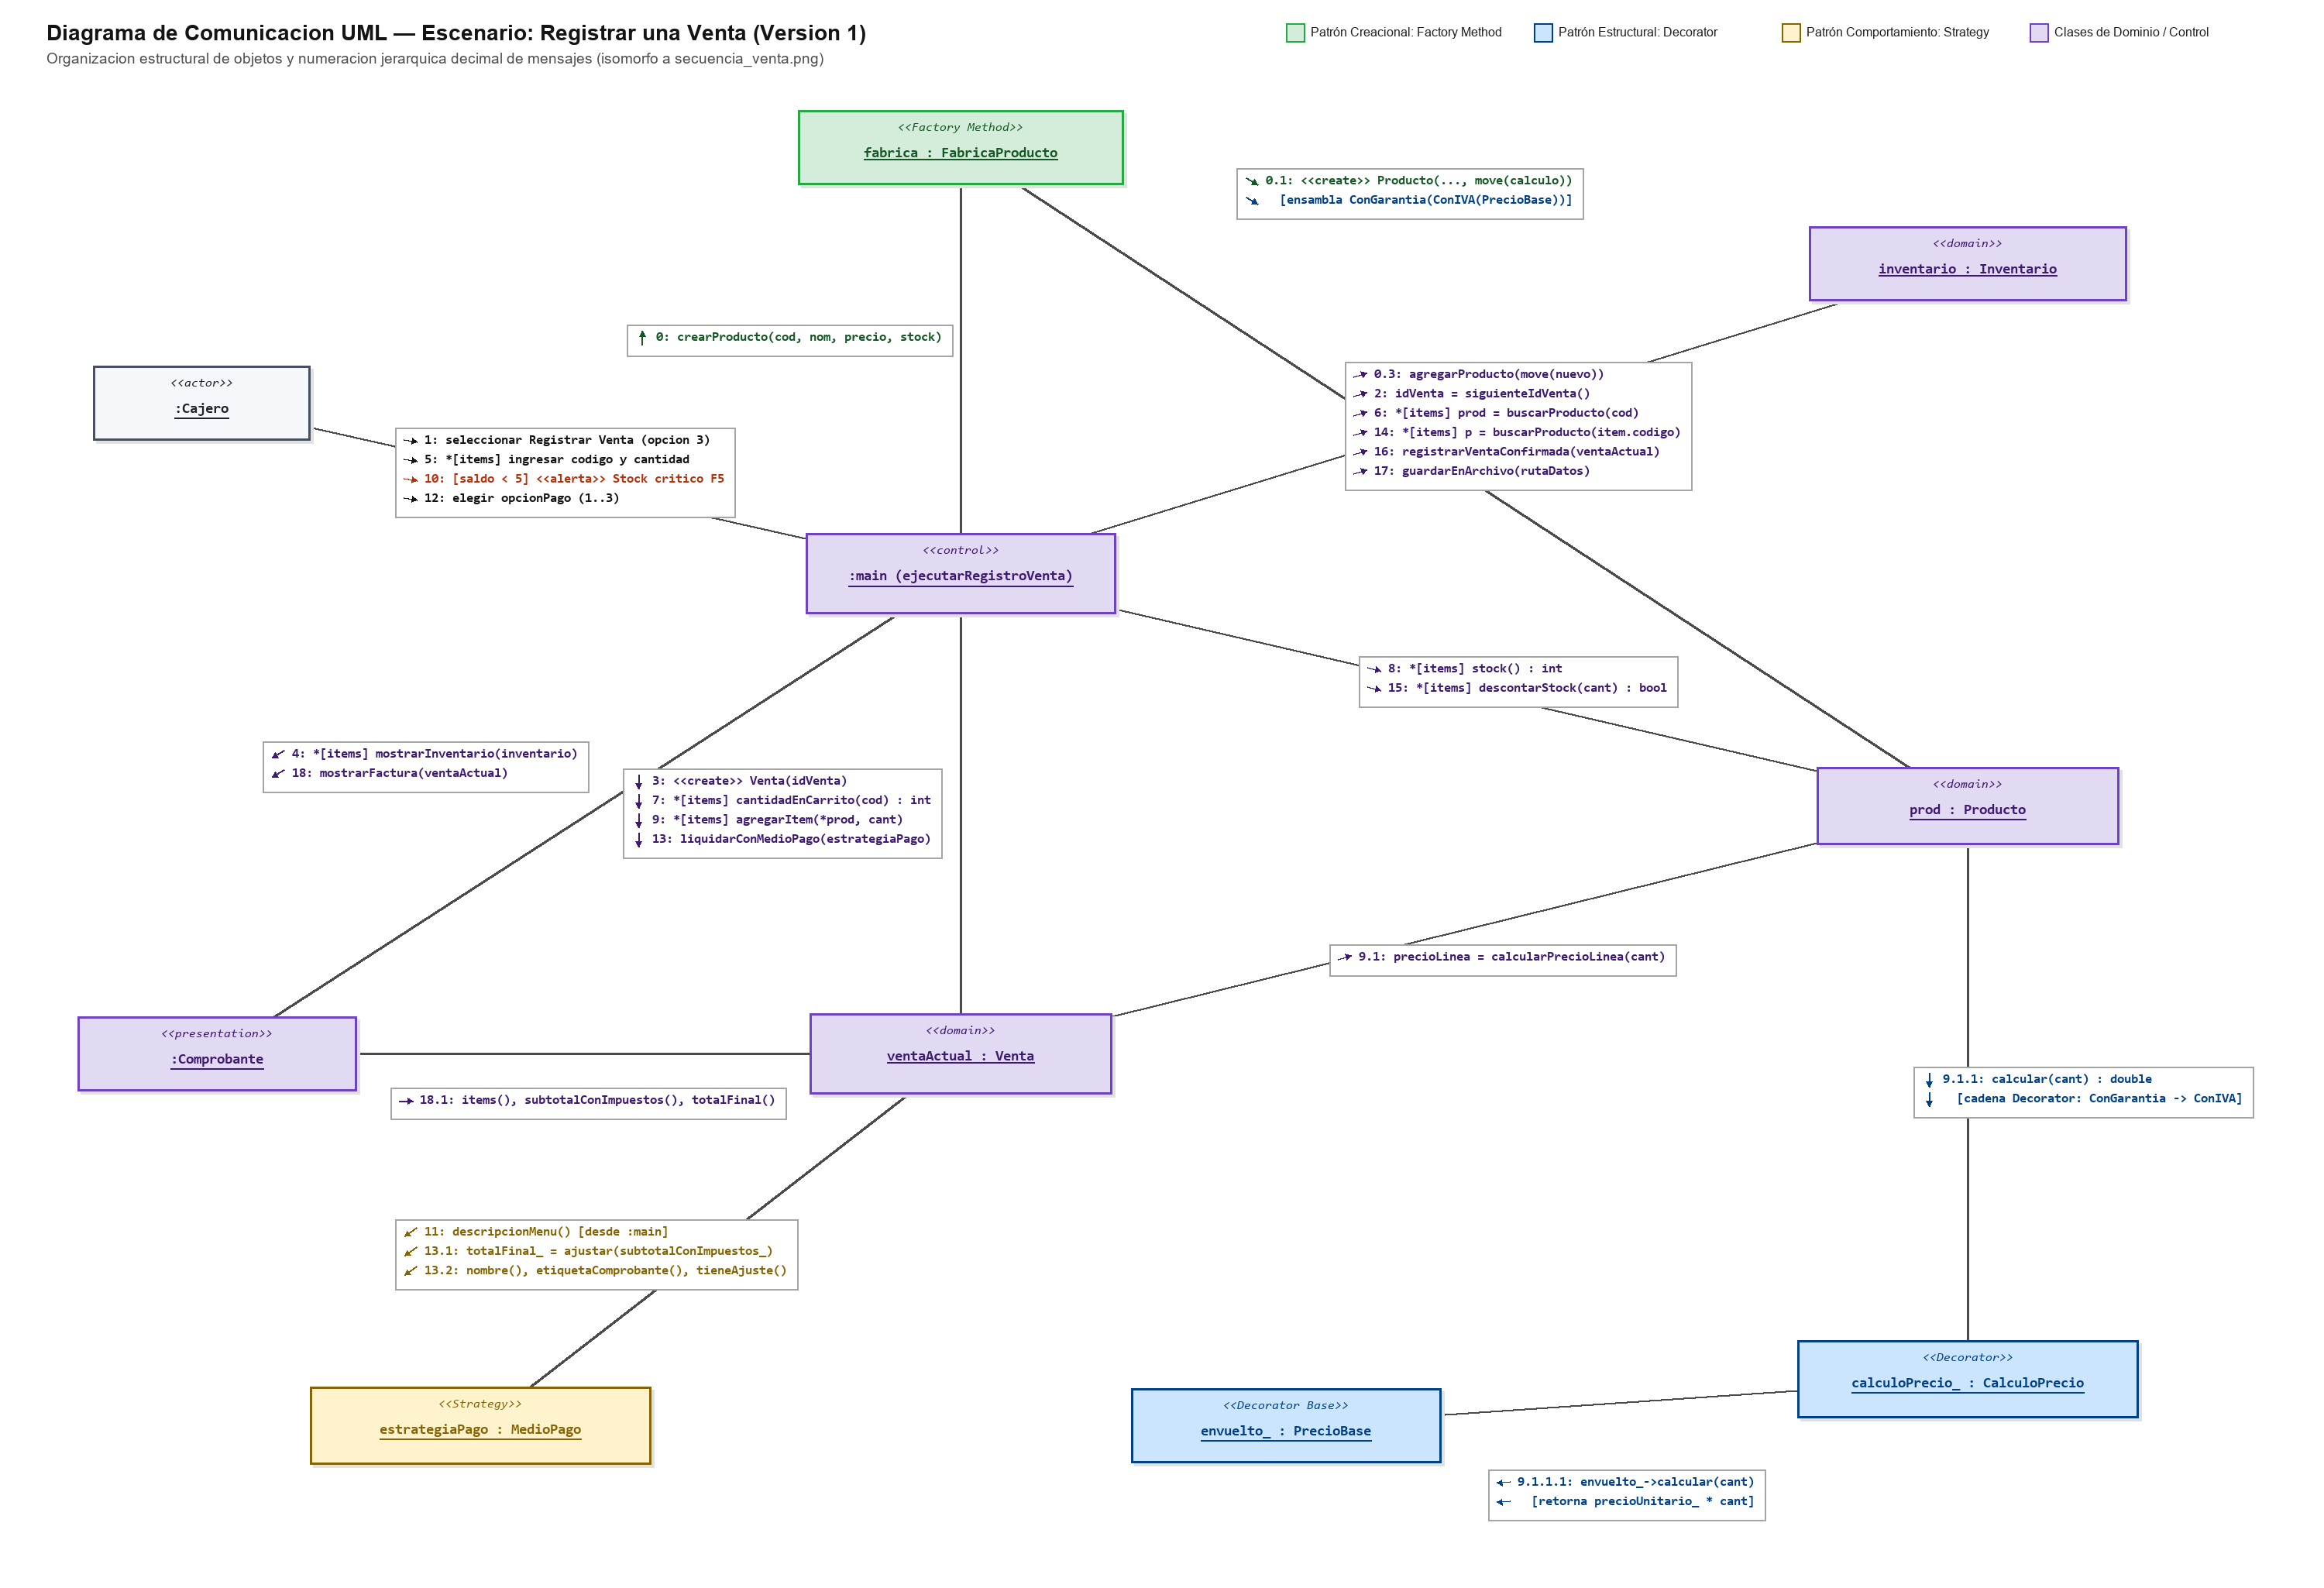 Diagrama de Comunicacion UML — Escenario: Registrar una Venta (Version 1)
Organizacion estructural de objetos y numeracion jerarquica decimal de mensajes (isomorfo a secuencia_venta.png)
Patrón Creacional: Factory Method
Patrón Estructural: Decorator
Patrón Comportamiento: Strategy
Clases de Dominio / Control
<<Factory Method>>
fabrica : FabricaProducto
0.1: <<create>> Producto(..., move(calculo))
[ensambla ConGarantia(ConIVA(PrecioBase))]
<<domain>>
inventario : Inventario
0: crearProducto(cod, nom, precio, stock)
<<actor>>
:Cajero
0.3: agregarProducto(move(nuevo))
2: idVenta = siguienteIdVenta()
6: *[items] prod = buscarProducto(cod)
14: *[items] p = buscarProducto(item.codigo)
16: registrarVentaConfirmada(ventaActual)
17: guardarEnArchivo(rutaDatos)
1: seleccionar Registrar Venta (opcion 3)
5: *[items] ingresar codigo y cantidad
10: [saldo < 5] <<alerta>> Stock critico F5
12: elegir opcionPago (1..3)
<<control>>
:main (ejecutarRegistroVenta)
8: *[items] stock() : int
15: *[items] descontarStock(cant) : bool
4: *[items] mostrarInventario(inventario)
18: mostrarFactura(ventaActual)
3: <<create>> Venta(idVenta)
7: *[items] cantidadEnCarrito(cod) : int
9: *[items] agregarItem(*prod, cant)
13: liquidarConMedioPago(estrategiaPago)
<<domain>>
prod : Producto
9.1: precioLinea = calcularPrecioLinea(cant)
<<presentation>>
:Comprobante
<<domain>>
ventaActual : Venta
18.1: items(), subtotalConImpuestos(), totalFinal()
9.1.1: calcular(cant) : double
[cadena Decorator: ConGarantia -> ConIVA]
11: descripcionMenu() [desde :main]
13.1: totalFinal_ = ajustar(subtotalConImpuestos_)
13.2: nombre(), etiquetaComprobante(), tieneAjuste()
<<Strategy>>
estrategiaPago : MedioPago
<<Decorator Base>>
envuelto_ : PrecioBase
<<Decorator>>
calculoPrecio_ : CalculoPrecio
9.1.1.1: envuelto_->calcular(cant)
[retorna precioUnitario_ * cant]